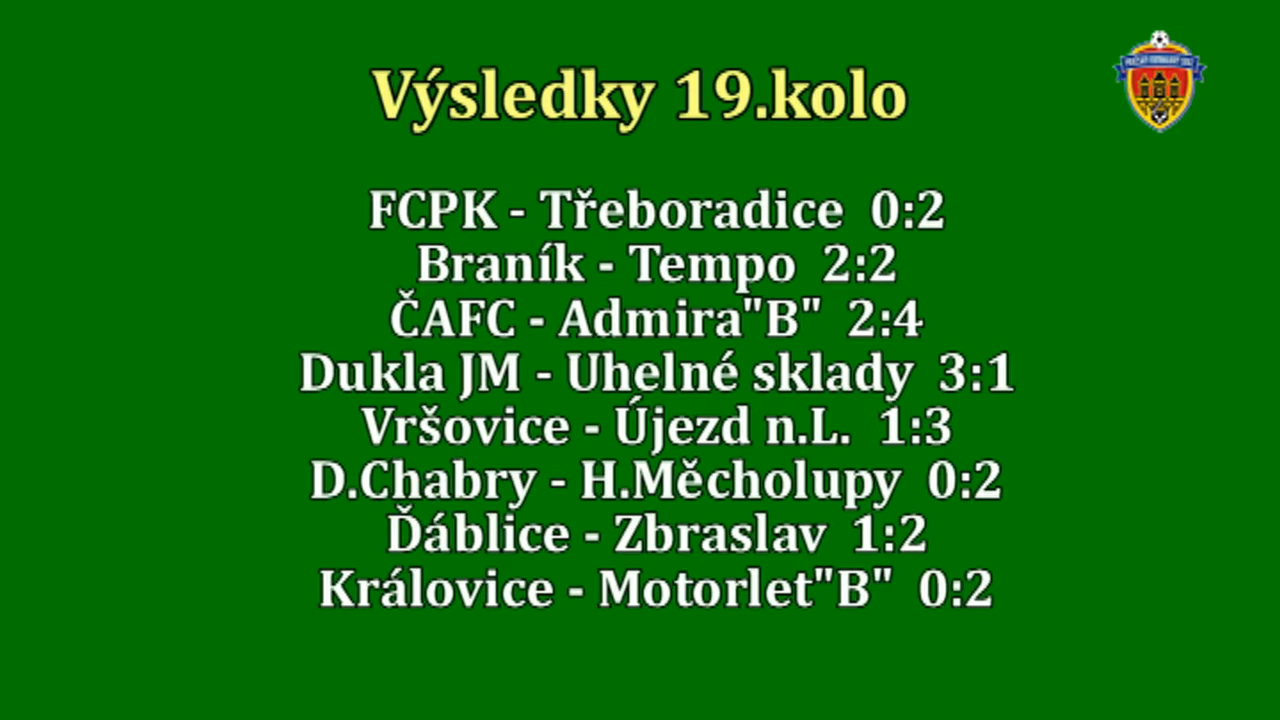 Výsledky 19.kolo
FCPK - Třeboradice 0:2
Braník - Tempo 2:2
ČAFC - Admira"B" 2:4
Dukla JM - Uhelné sklady 3:1
Vršovice - Újezd n.L. 1:3
D.Chabry - H.Měcholupy 0:2
Ďáblice - Zbraslav 1:2
Královice - Motorlet"B" 0:2